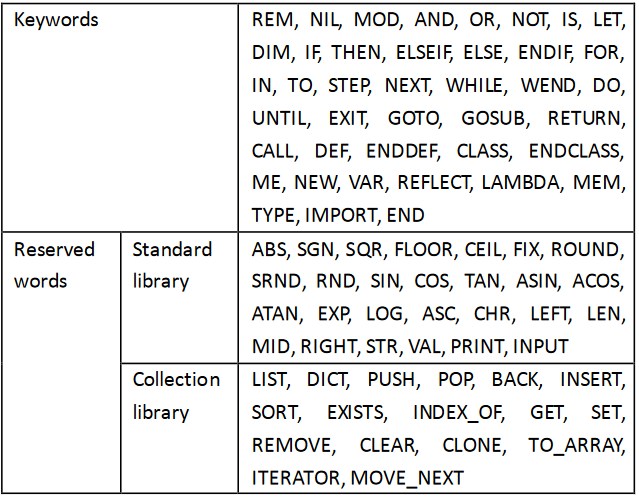 Keywords
REM, NIL, MOD, AND, OR, NOT, IS, LET,
DIM, IF, THEN, ELSEIF, ELSE, ENDIF, FOR,
IN, TO, STEP, NEXT, WHILE, WEND, DO,
UNTIL, EXIT, GOTO, GOSUB, RETURN,
CALL, DEF, ENDDEF, CLASS, ENDCLASS,
ME, NEW, VAR, REFLECT, LAMBDA, MEM,
TYPE, IMPORT, END
Reserved
words
Standard
library
ABS, SGN, SQR, FLOOR, CEIL, FIX, ROUND,
SRND, RND, SIN, COS, TAN, ASIN, ACOS,
ATAN, EXP, LOG, ASC, CHR, LEFT, LEN,
MID, RIGHT, STR, VAL, PRINT, INPUT
Collection
library
LIST, DICT, PUSH, POP, BACK, INSERT,
SORT, EXISTS, INDEX_OF, GET, SET,
REMOVE, CLEAR, CLONE, TO_ARRAY,
ITERATOR, MOVE_NEXT